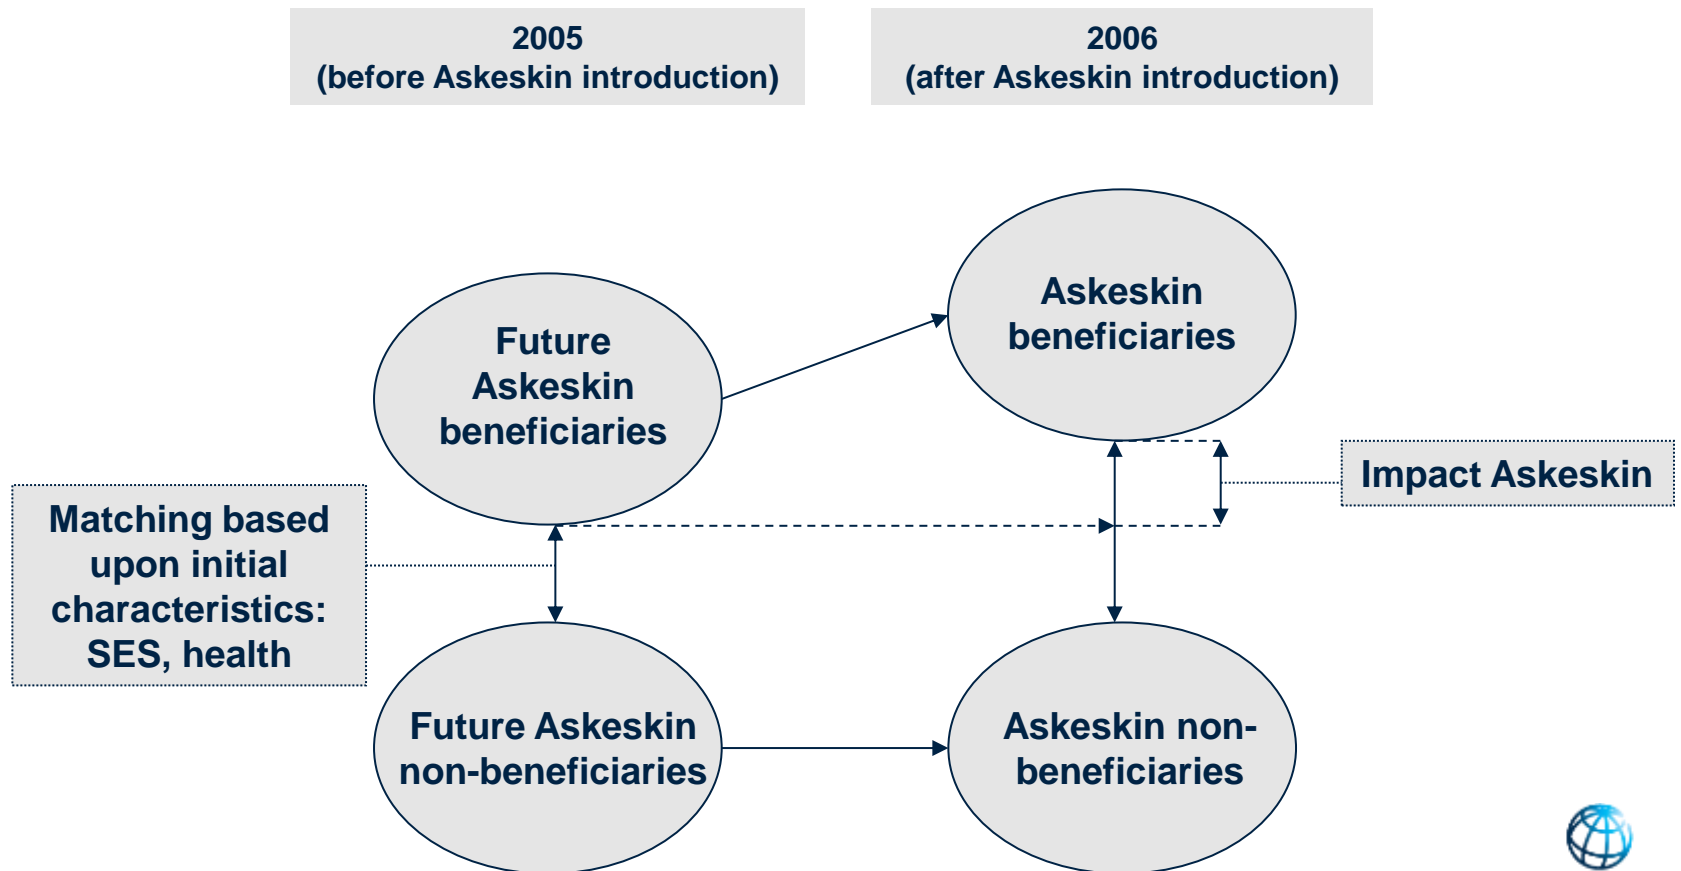 2005
(before Askeskin introduction)
2006
(after Askeskin introduction)
Future
Askeskin
beneficiaries
Askeskin
beneficiaries
Impact Askeskin
Matching based
upon initial
characteristics:
SES, health
Future Askeskin
non-beneficiaries
Askeskin non-
beneficiaries